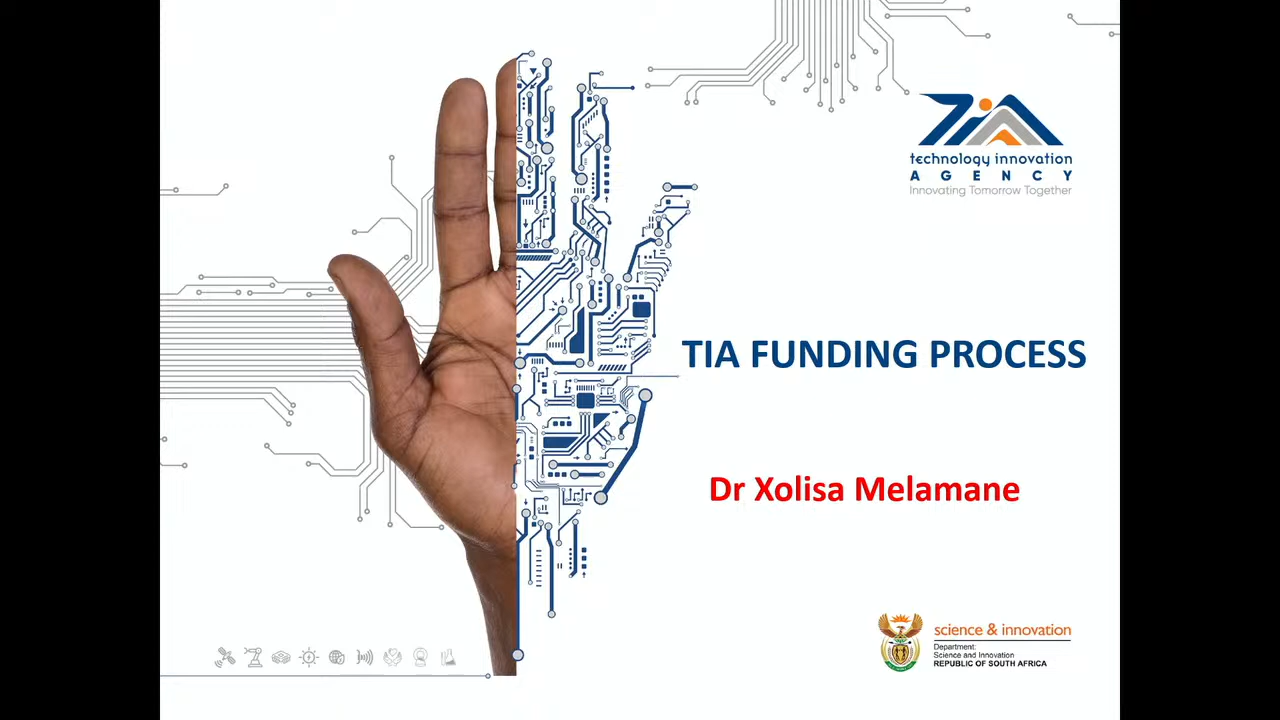 TIA
technology innovation
AGENCY
Innovating Tomorrow Together
TIA FUNDING PROCESS
Dr Xolisa Melamane
science & innovation
Department:
Science and Innovation
REPUBLIC OF SOUTH AFRICA